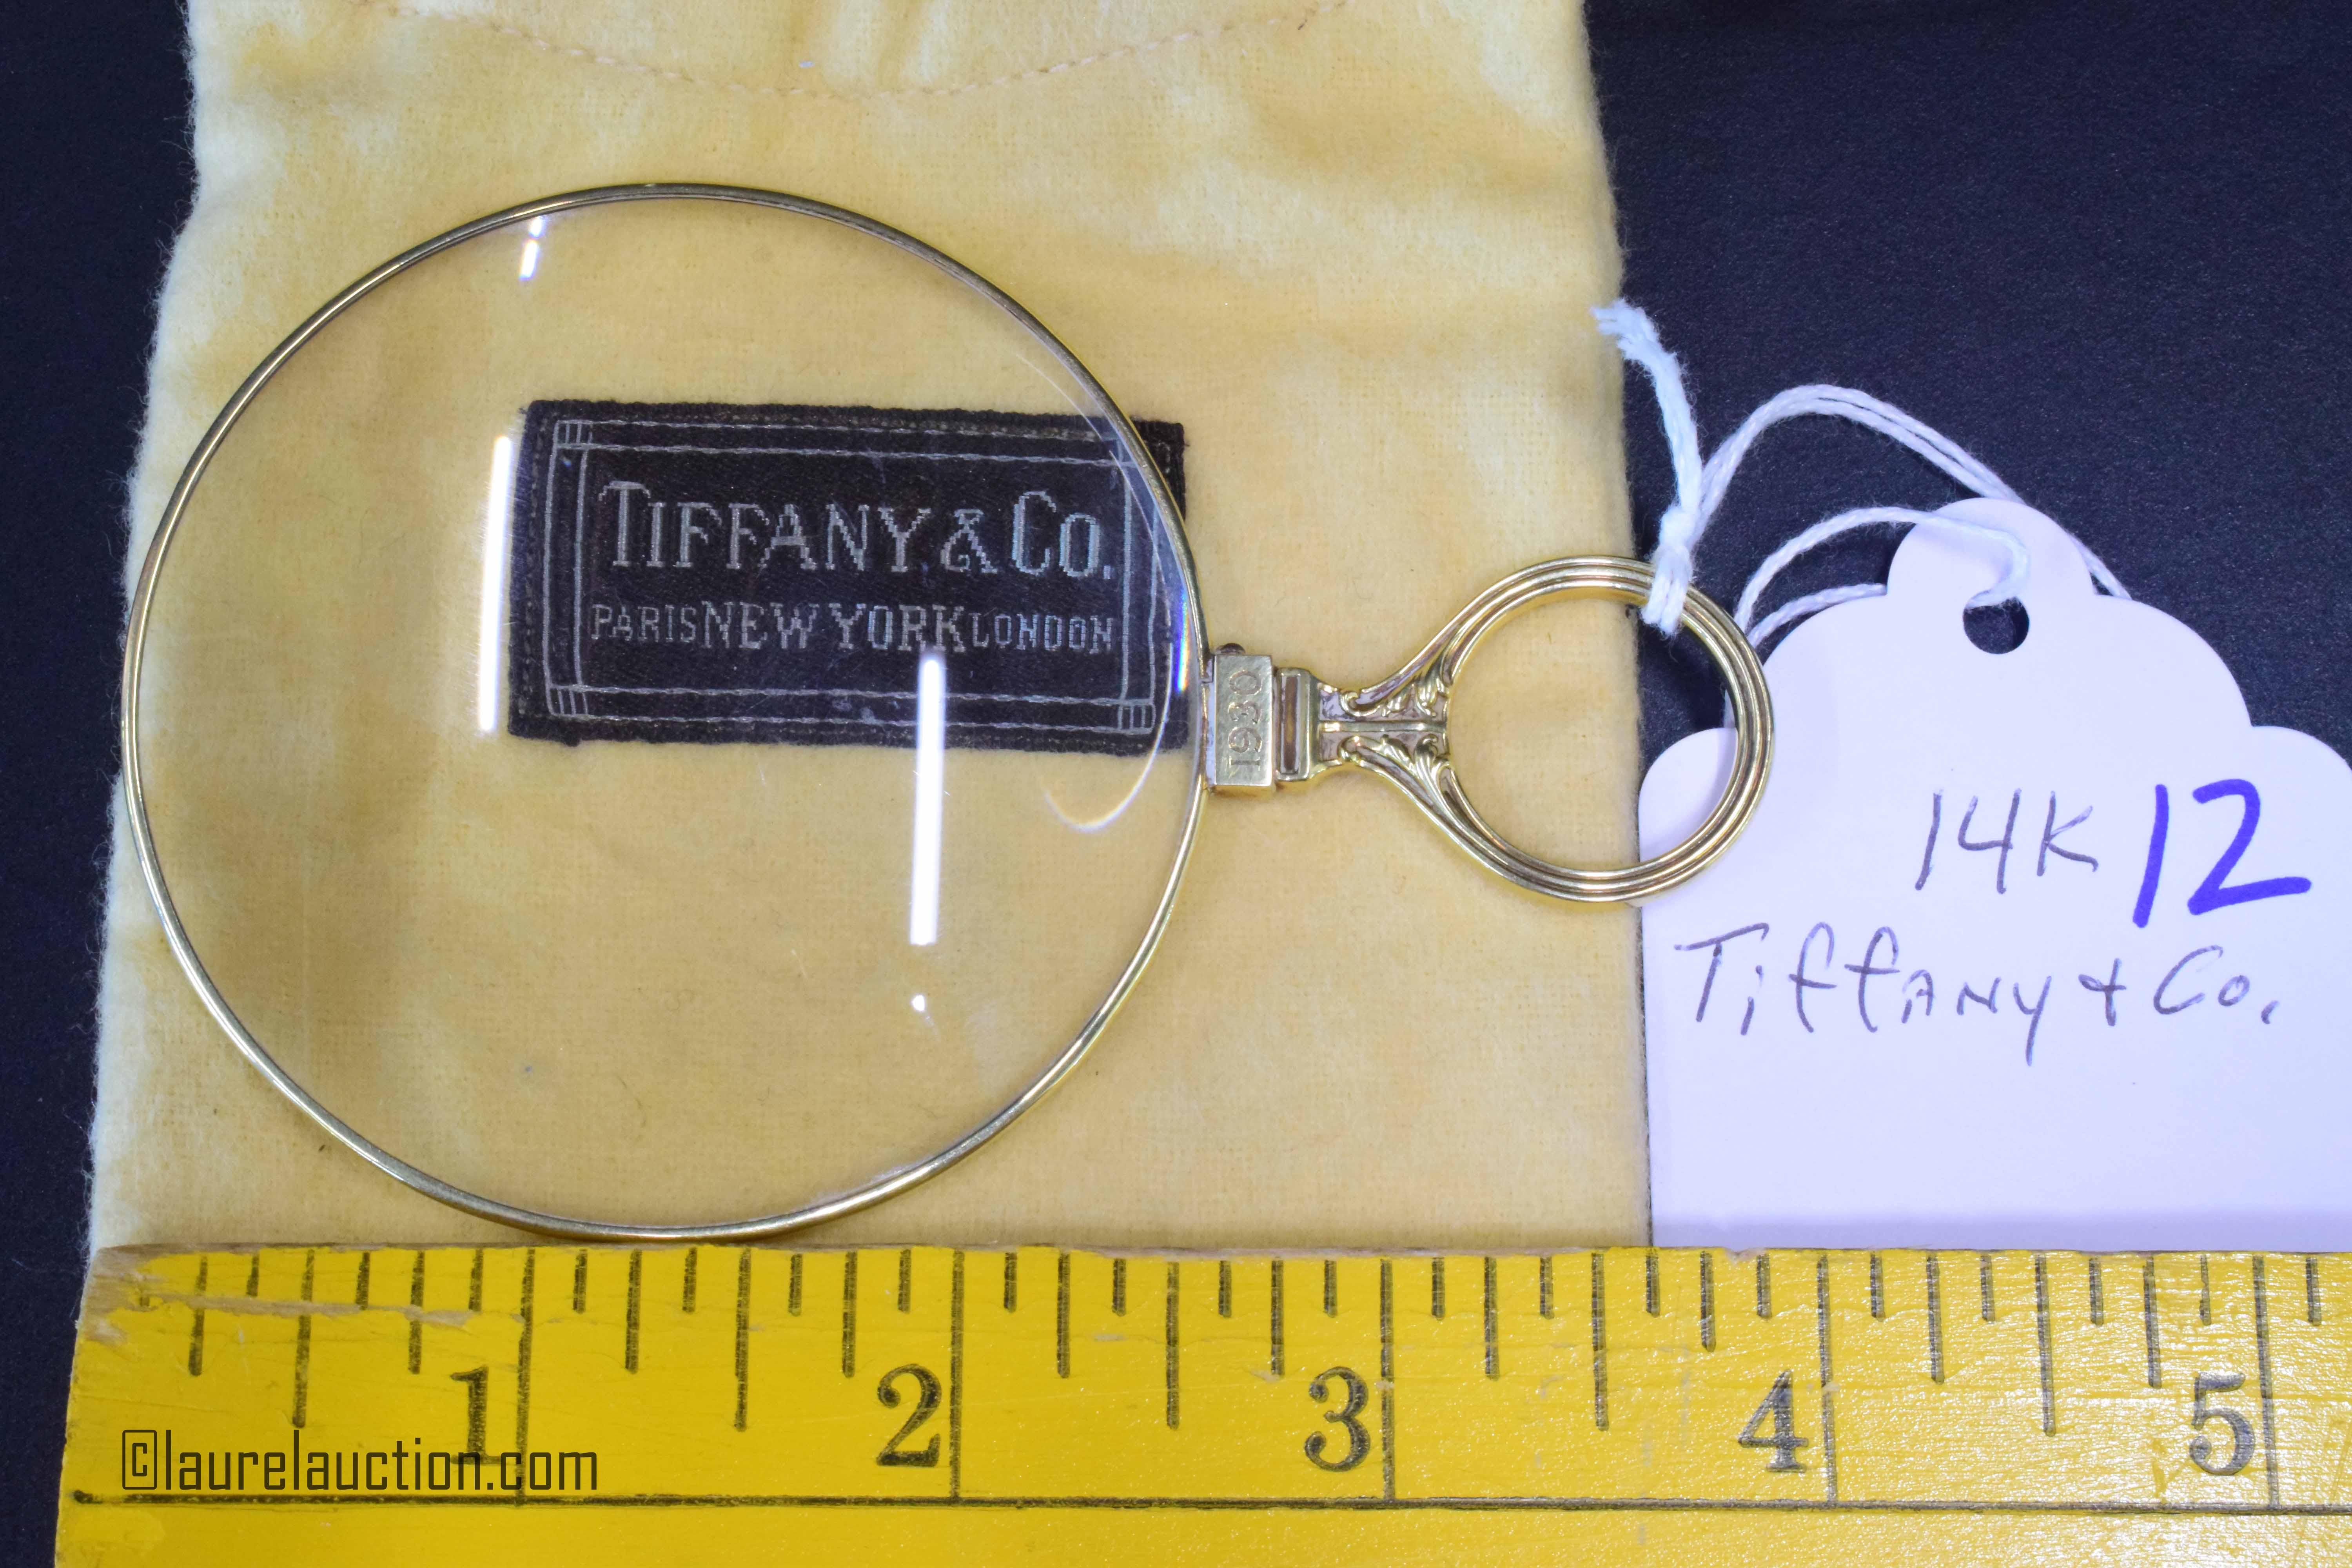 TIFFANY & CO.
PARIS NEW YORK LONDON
1930
14K 12
Tiffany + Co.
1 2 3 4 5
©laurelauction.com